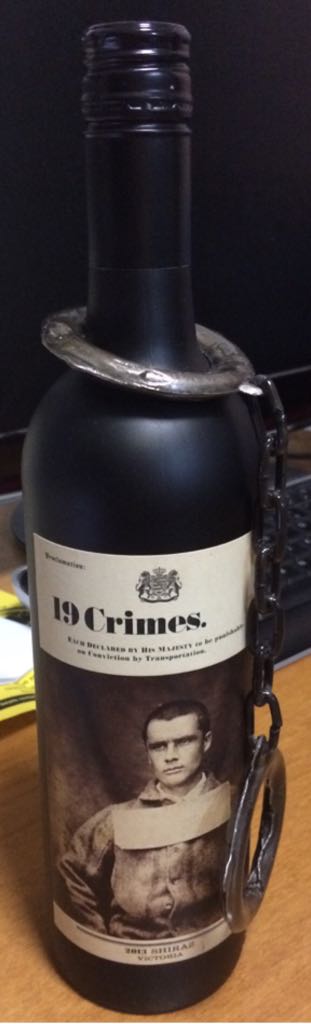 Proclamation:
19 Crimes.
Each Declared by His Majesty to be punishable
on Conviction by Transportation.
2013 SHIRAZ
VICTORIA